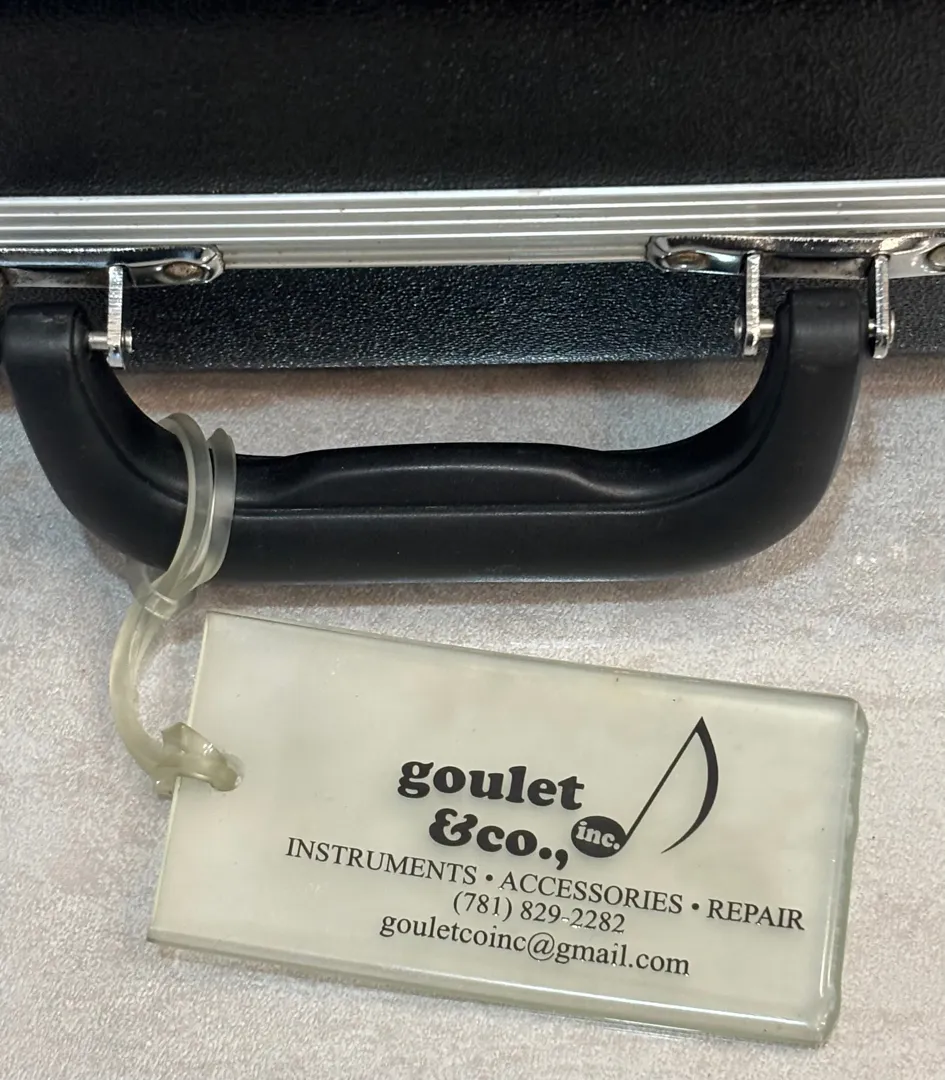 goulet
&co., inc.
INSTRUMENTS • ACCESSORIES • REPAIR
(781) 829-2282
gouletcoinc@gmail.com